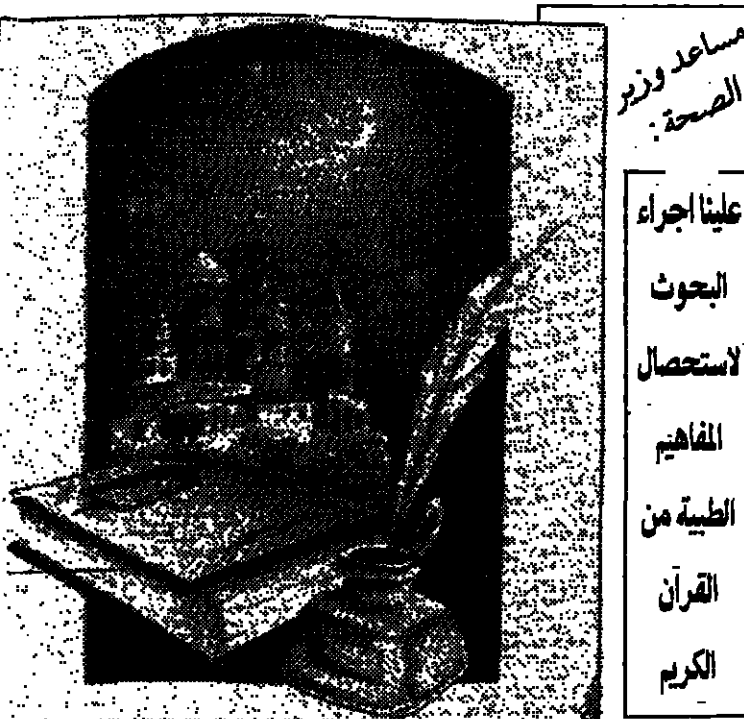 مساعد وزير
الصحة :
علينا اجراء
البحوث
لاستحصال
المفاهيم
الطبية من
القرآن
الكريم